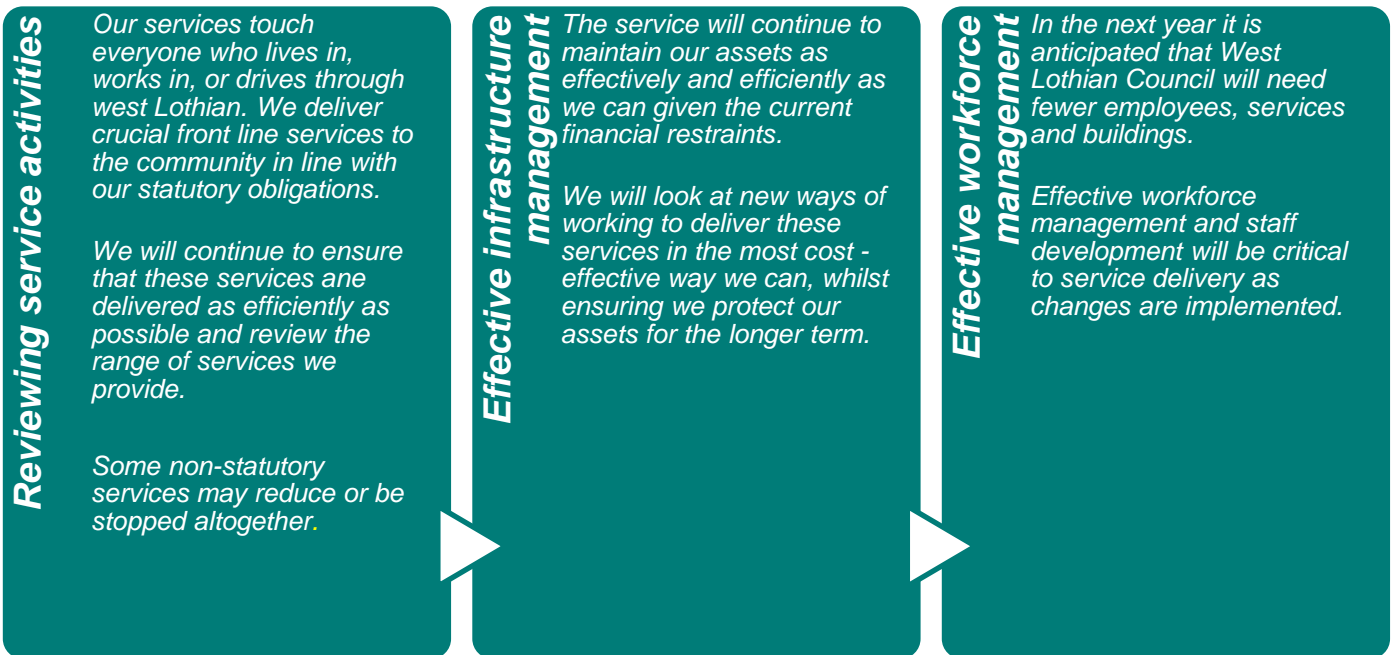 Reviewing service activities
Our services touch
everyone who lives in,
works in, or drives through
west Lothian. We deliver
crucial front line services to
the community in line with
our statutory obligations.
We will continue to ensure
that these services ane
delivered as efficiently as
possible and review the
range of services we
provide.
Some non-statutory
services may reduce or be
stopped altogether.
Effective infrastructure
management
The service will continue to
maintain our assets as
effectively and efficiently as
we can given the current
financial restraints.
We will look at new ways of
working to deliver these
services in the most cost -
effective way we can, whilst
ensuring we protect our
assets for the longer term.
Effective workforce
management
In the next year it is
anticipated that West
Lothian Council will need
fewer employees, services
and buildings.
Effective workforce
management and staff
development will be critical
to service delivery as
changes are implemented.